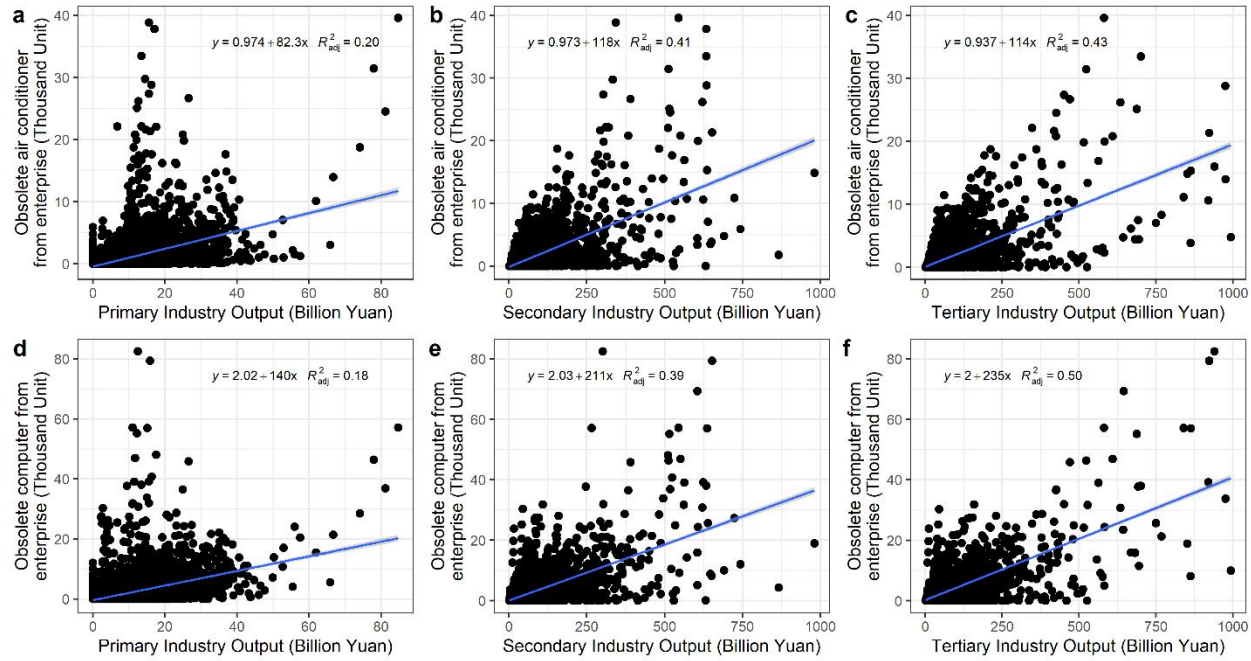 a
y = 0.974 + 82.3x R²adj = 0.20
Obsolete air conditioner
from enterprise (Thousand Unit)
40
30
20
10
0
0 20 40 60 80
Primary Industry Output (Billion Yuan)
b
y = 0.973 + 118x R²adj = 0.41
Obsolete air conditioner
from enterprise (Thousand Unit)
40
30
20
10
0
0 250 500 750 1000
Secondary Industry Output (Billion Yuan)
c
y = 0.937 + 114x R²adj = 0.43
Obsolete air conditioner
from enterprise (Thousand Unit)
40
30
20
10
0
0 250 500 750 1000
Tertiary Industry Output (Billion Yuan)
d
y = 2.02 + 140x R²adj = 0.18
Obsolete computer from
enterprise (Thousand Unit)
80
60
40
20
0
0 20 40 60 80
Primary Industry Output (Billion Yuan)
e
y = 2.03 + 211x R²adj = 0.39
Obsolete computer from
enterprise (Thousand Unit)
80
60
40
20
0
0 250 500 750 1000
Secondary Industry Output (Billion Yuan)
f
y = 2 + 235x R²adj = 0.50
Obsolete computer from
enterprise (Thousand Unit)
80
60
40
20
0
0 250 500 750 1000
Tertiary Industry Output (Billion Yuan)